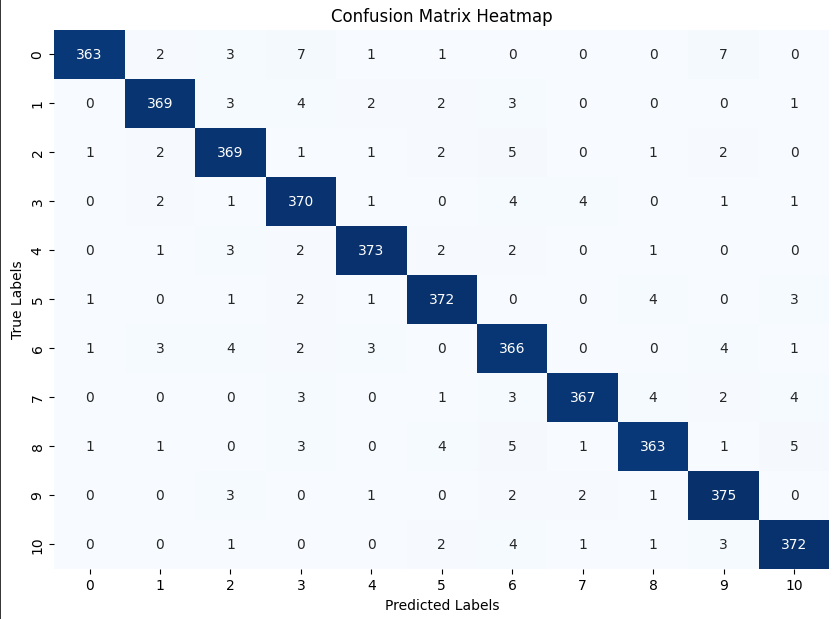 Confusion Matrix Heatmap
0 363 2 3 7 1 1 0 0 0 7 0
1 0 369 3 4 2 2 3 0 0 0 1
2 1 2 369 1 1 2 5 0 1 2 0
3 0 2 1 370 1 0 4 4 0 1 1
4 0 1 3 2 373 2 2 0 1 0 0
5 1 0 1 2 1 372 0 0 4 0 3
6 1 3 4 2 3 0 366 0 0 4 1
7 0 0 0 3 0 1 3 367 4 2 4
8 1 1 0 3 0 4 5 1 363 1 5
9 0 0 3 0 1 0 2 2 1 375 0
10 0 0 1 0 0 2 4 1 1 3 372
True Labels
0 1 2 3 4 5 6 7 8 9 10
Predicted Labels